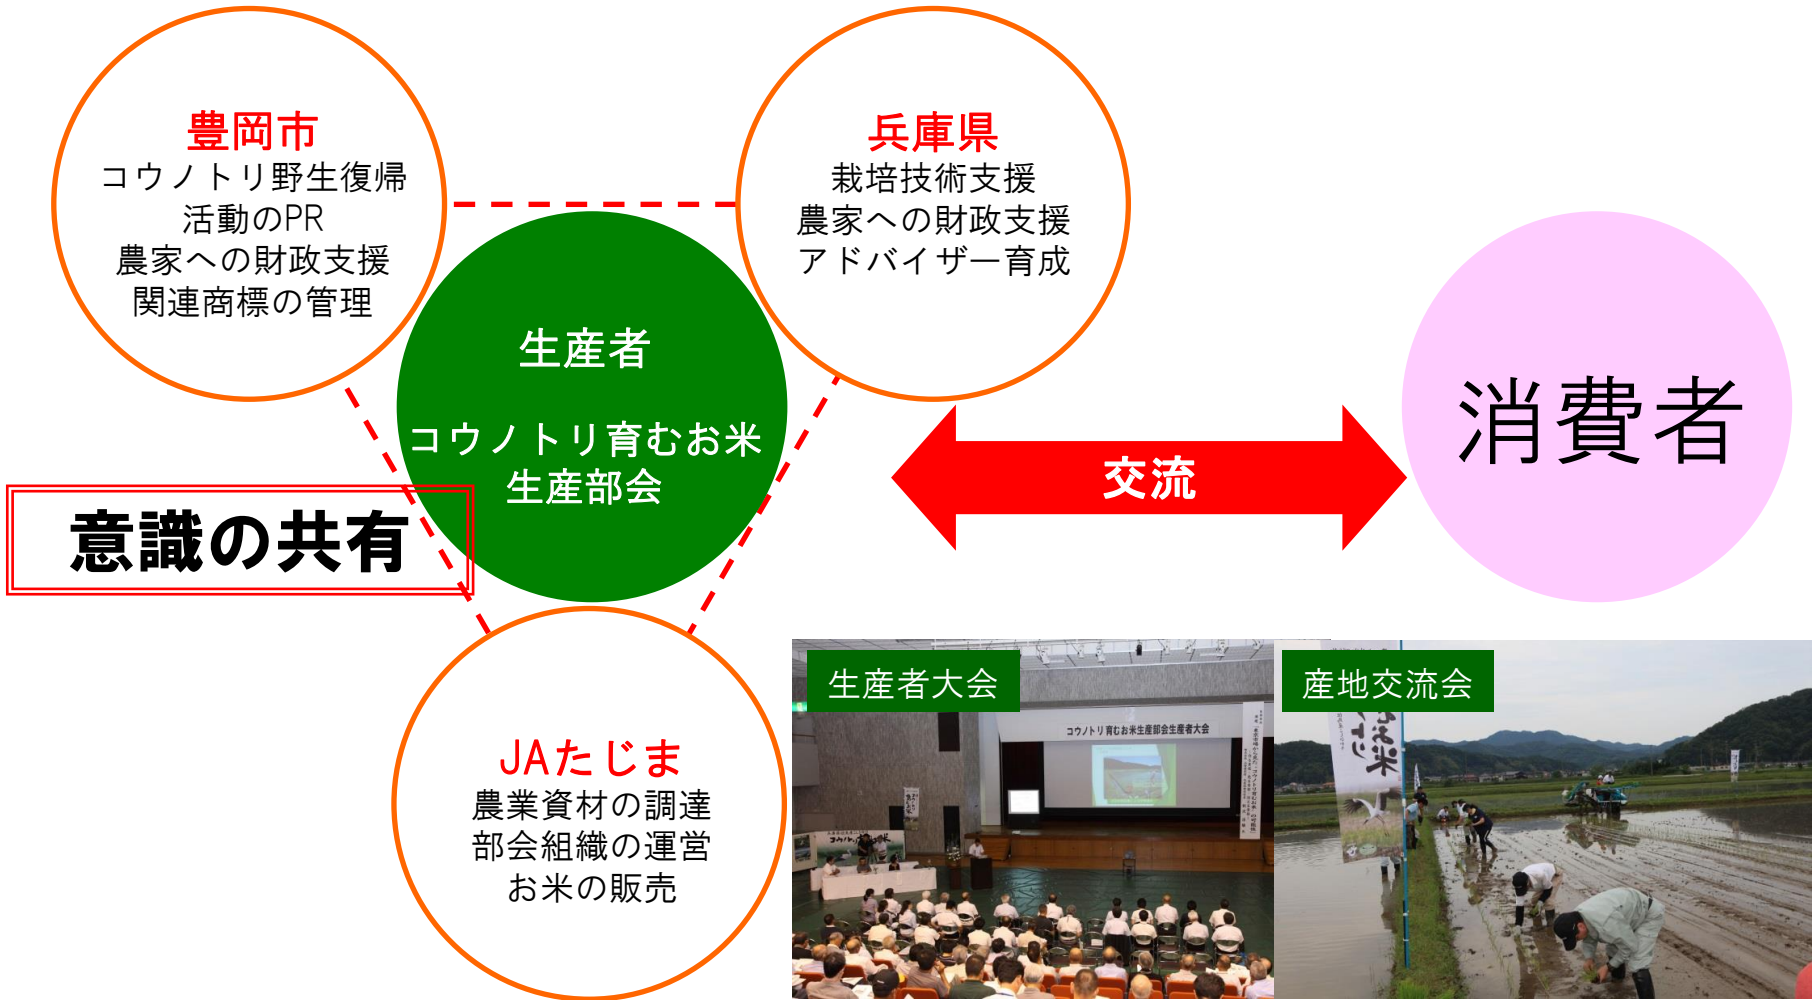 豊岡市
コウノトリ野生復帰
活動のPR
農家への財政支援
関連商標の管理
兵庫県
栽培技術支援
農家への財政支援
アドバイザー育成
生産者
コウノトリ育むお米
生産部会
意識の共有
交流
消費者
JAたじま
農業資材の調達
部会組織の運営
お米の販売
生産者大会
コウノトリ育むお米生産部会生産者大会
産地交流会